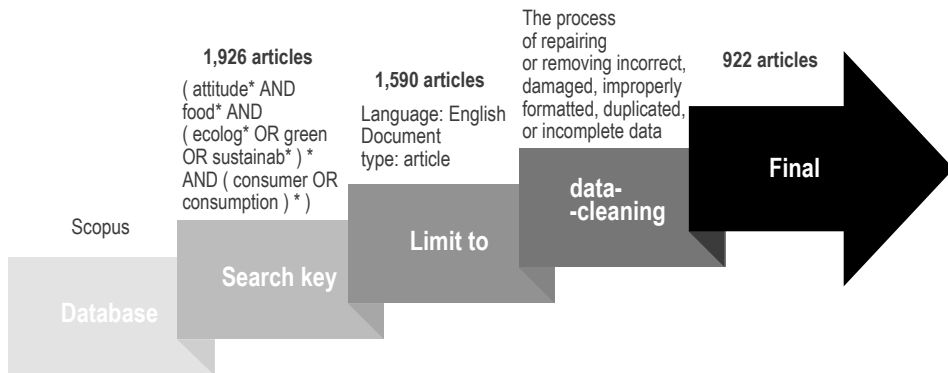 Scopus
Database
1,926 articles
( attitude* AND
food* AND
( ecolog* OR green
OR sustainab* ) *
AND ( consumer OR
consumption ) * )
Search key
1,590 articles
Language: English
Document
type: article
Limit to
The process
of repairing
or removing incorrect,
damaged, improperly
formatted, duplicated,
or incomplete data
data-
-cleaning
922 articles
Final